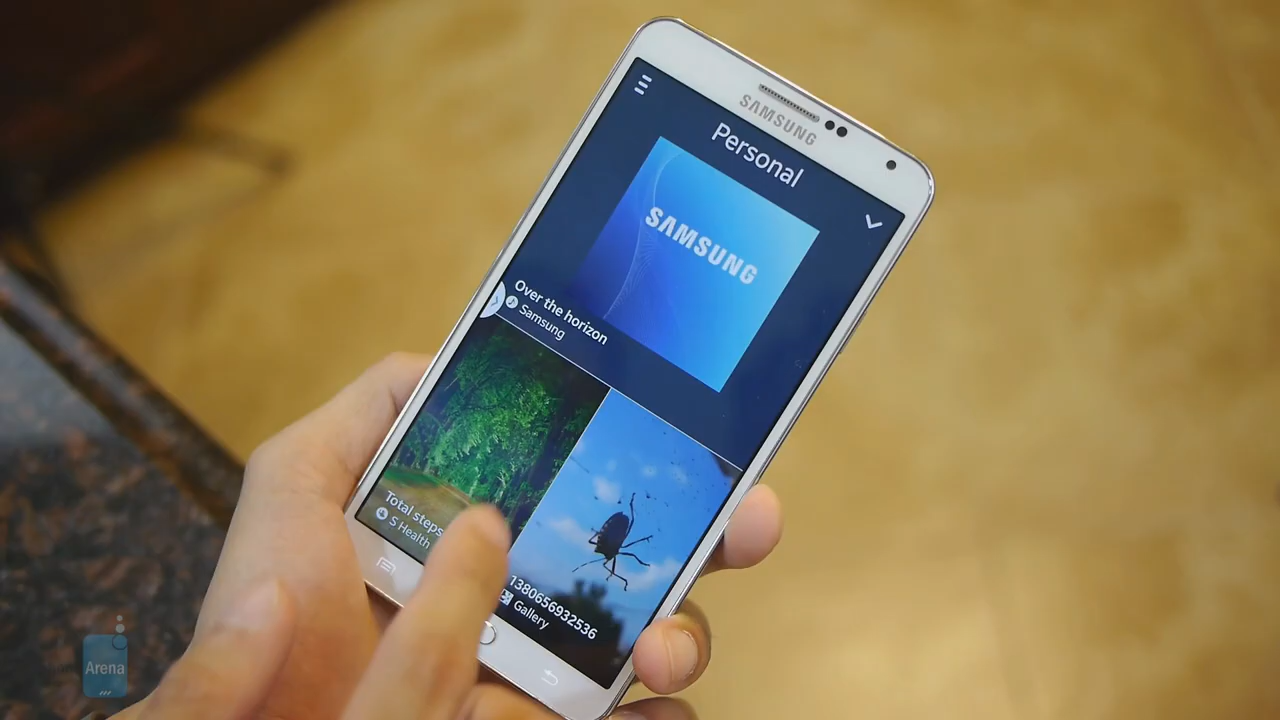 SAMSUNG
Personal
SAMSUNG
Over the horizon
Samsung
Total steps
S Health
1380656932536
Gallery
Arena